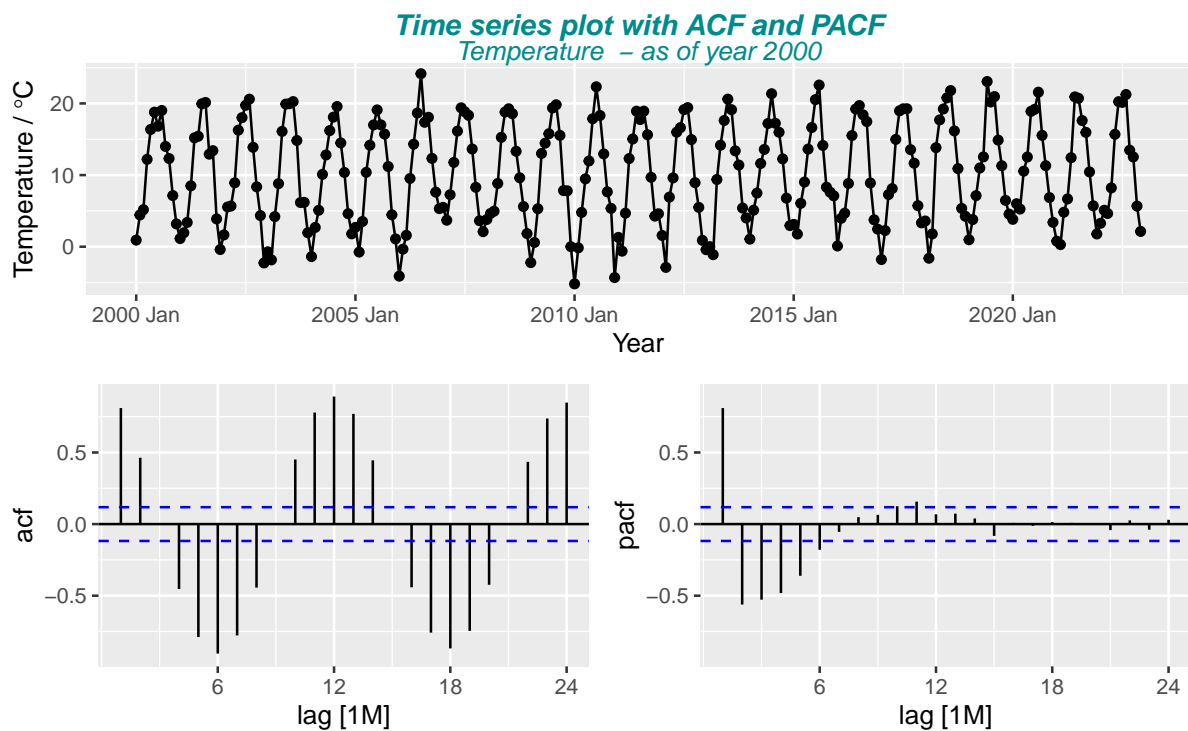 Time series plot with ACF and PACF
Temperature – as of year 2000
Temperature / °C
20
10
0
2000 Jan 2005 Jan 2010 Jan 2015 Jan 2020 Jan
Year
acf
0.5
0.0
−0.5
6 12 18 24
lag [1M]
pacf
0.5
0.0
−0.5
6 12 18 24
lag [1M]